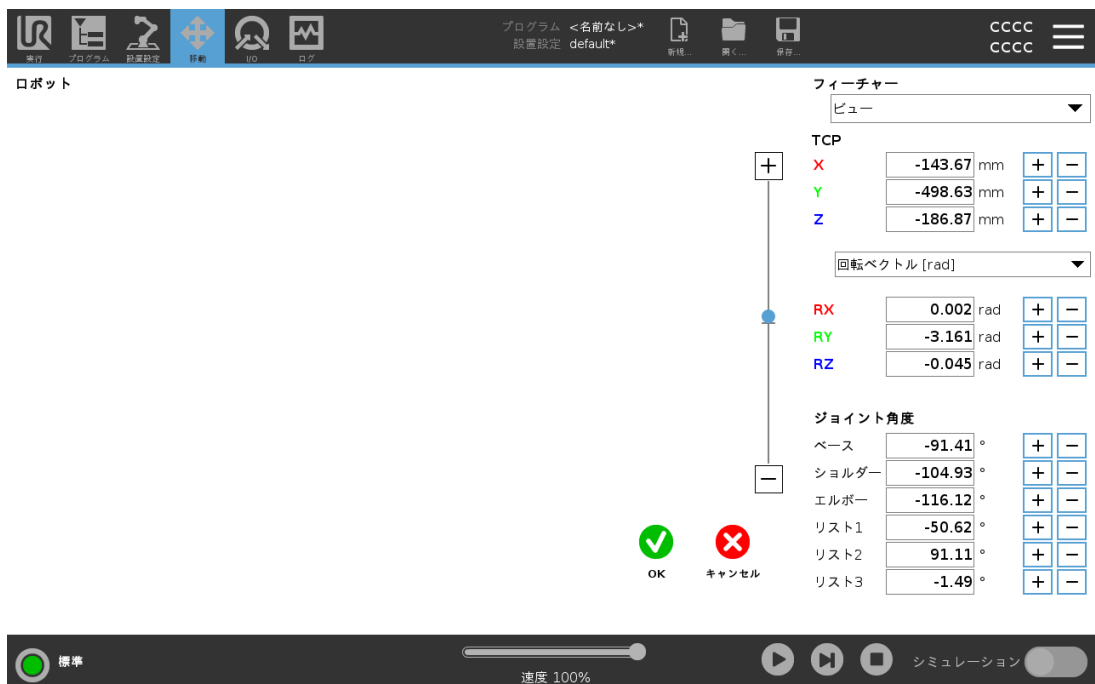 プログラム <名前なし>*
設置設定 default*
CCCC
CCCC
実行 プログラム 設置設定 移動 I/O ログ 新規... 開く... 保存...
ロボット
フィーチャー
ビュー
TCP
X -143.67 mm
Y -498.63 mm
Z -186.87 mm
回転ベクトル [rad]
RX 0.002 rad
RY -3.161 rad
RZ -0.045 rad
ジョイント角度
ベース -91.41 °
ショルダー -104.93 °
エルボー -116.12 °
リスト1 -50.62 °
リスト2 91.11 °
リスト3 -1.49 °
OK キャンセル
標準
速度 100%
シミュレーション